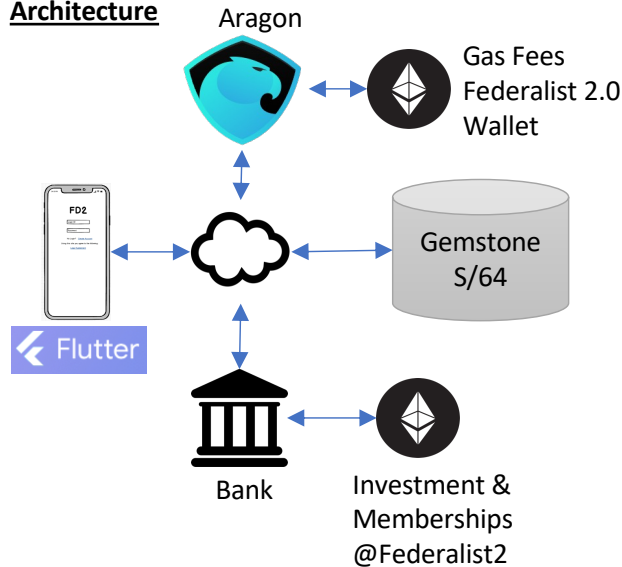 Architecture
Aragon
Gas Fees
Federalist 2.0
Wallet
FD2
Gemstone
S/64
Flutter
Bank
Investment &
Memberships
@Federalist2